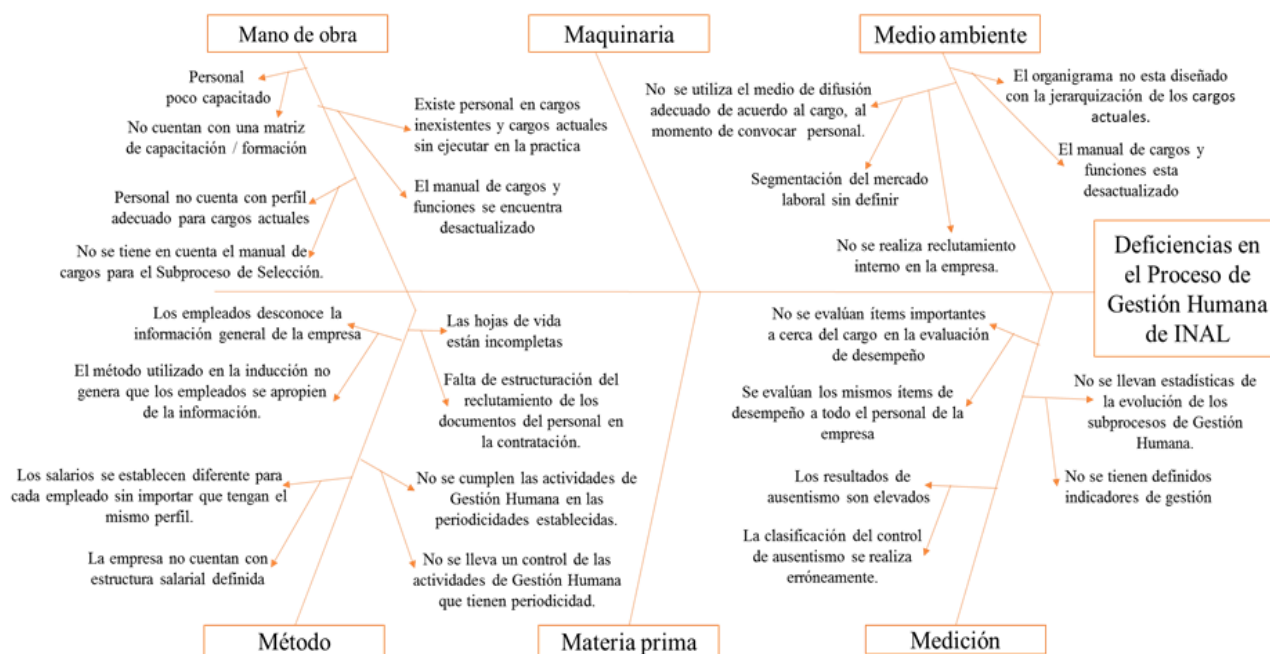 Mano de obra
Maquinaria
Medio ambiente
Personal
poco capacitado
No cuentan con una matriz
de capacitación / formación
Existe personal en cargos
inexistentes y cargos actuales
sin ejecutar en la practica
Personal no cuenta con perfil
adecuado para cargos actuales
El manual de cargos y
funciones se encuentra
desactualizado
No se tiene en cuenta el manual de
cargos para el Subproceso de Selección.
No se utiliza el medio de difusión
adecuado de acuerdo al cargo, al
momento de convocar personal.
Segmentación del mercado
laboral sin definir
No se realiza reclutamiento
interno en la empresa.
El organigrama no esta diseñado
con la jerarquización de los cargos
actuales.
El manual de cargos y
funciones esta
desactualizado
Deficiencias en
el Proceso de
Gestión Humana
de INAL
Los empleados desconoce la
información general de la empresa
El método utilizado en la inducción no
genera que los empleados se apropien
de la información.
Las hojas de vida
están incompletas
Falta de estructuración del
reclutamiento de los
documentos del personal en
la contratación.
Los salarios se establecen diferente para
cada empleado sin importar que tengan el
mismo perfil.
La empresa no cuentan con
estructura salarial definida
No se cumplen las actividades de
Gestión Humana en las
periodicidades establecidas.
No se lleva un control de las
actividades de Gestión Humana
que tienen periodicidad.
No se evalúan ítems importantes
a cerca del cargo en la evaluación
de desempeño
Se evalúan los mismos ítems de
desempeño a todo el personal de la
empresa
Los resultados de
ausentismo son elevados
La clasificación del control
de ausentismo se realiza
erróneamente.
No se llevan estadísticas de
la evolución de los
subprocesos de Gestión
Humana.
No se tienen definidos
indicadores de gestión
Método
Materia prima
Medición